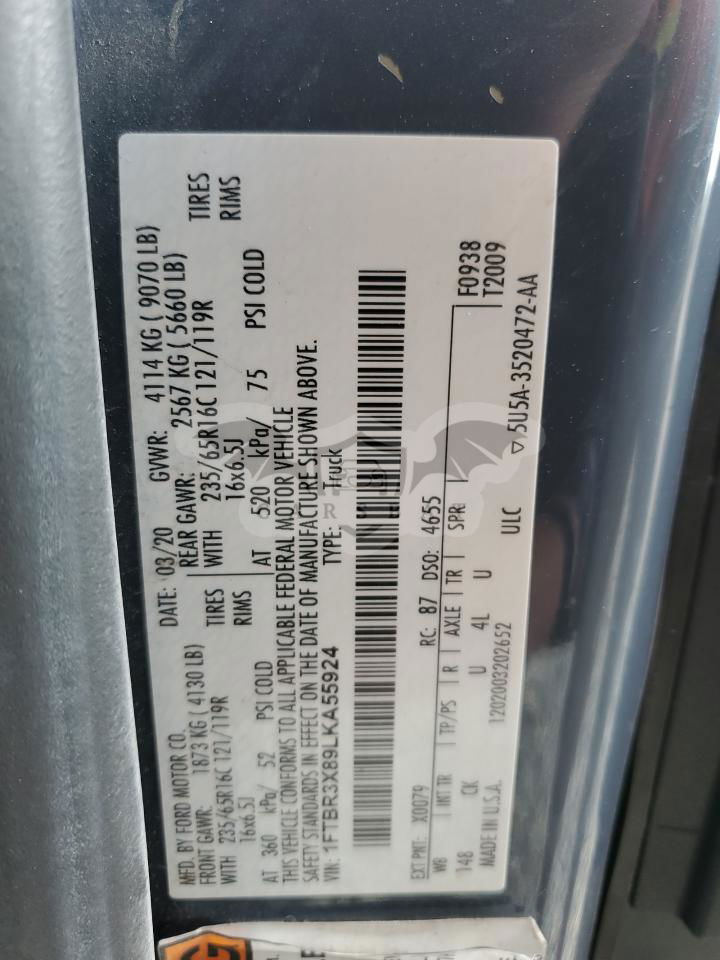 MFD. BY FORD MOTOR CO.
DATE: 03/20 GVWR: 4114 KG ( 9070 LB)
FRONT GAWR: 1873 KG ( 4130 LB)
REAR GAWR: 2567 KG ( 5660 LB)
WITH 235/65R16C 121/119R TIRES
WITH 235/65R16C 121/119R TIRES
16x6.5J RIMS
16x6.5J RIMS
AT 360 kPa/ 52 PSI COLD
AT 520 kPa/ 75 PSI COLD
THIS VEHICLE CONFORMS TO ALL APPLICABLE FEDERAL MOTOR VEHICLE
SAFETY STANDARDS IN EFFECT ON THE DATE OF MANUFACTURE SHOWN ABOVE.
VIN: 1FTBR3X89LKA55924 TYPE: Truck
EXT PNT: X0079 RC: 87 DSO: 4655 F0938
WB INT TR TP/PS R AXLE TR SPR T2009
148 CK U 4L U
MADE IN U.S.A. 1202003202652 ULC 5U5A-3520472-AA